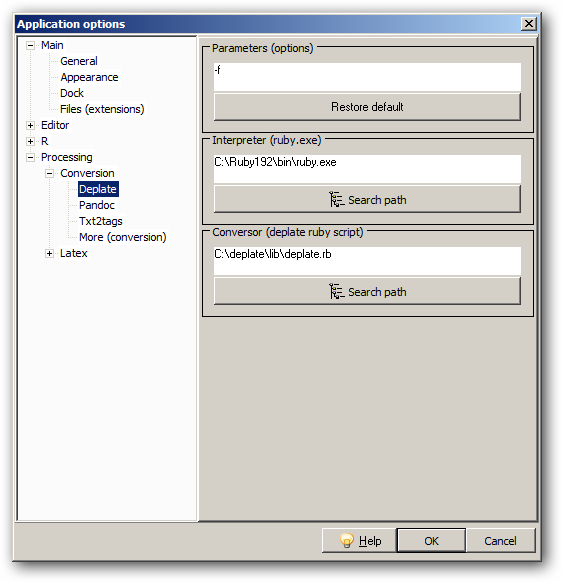 Application options
Main
General
Appearance
Dock
Files (extensions)
Editor
R
Processing
Conversion
Deplate
Pandoc
Txt2tags
More (conversion)
Latex
Parameters (options)
-f
Restore default
Interpreter (ruby.exe)
C:\Ruby192\bin\ruby.exe
Search path
Conversor (deplate ruby script)
C:\deplate\lib\deplate.rb
Search path
Help OK Cancel